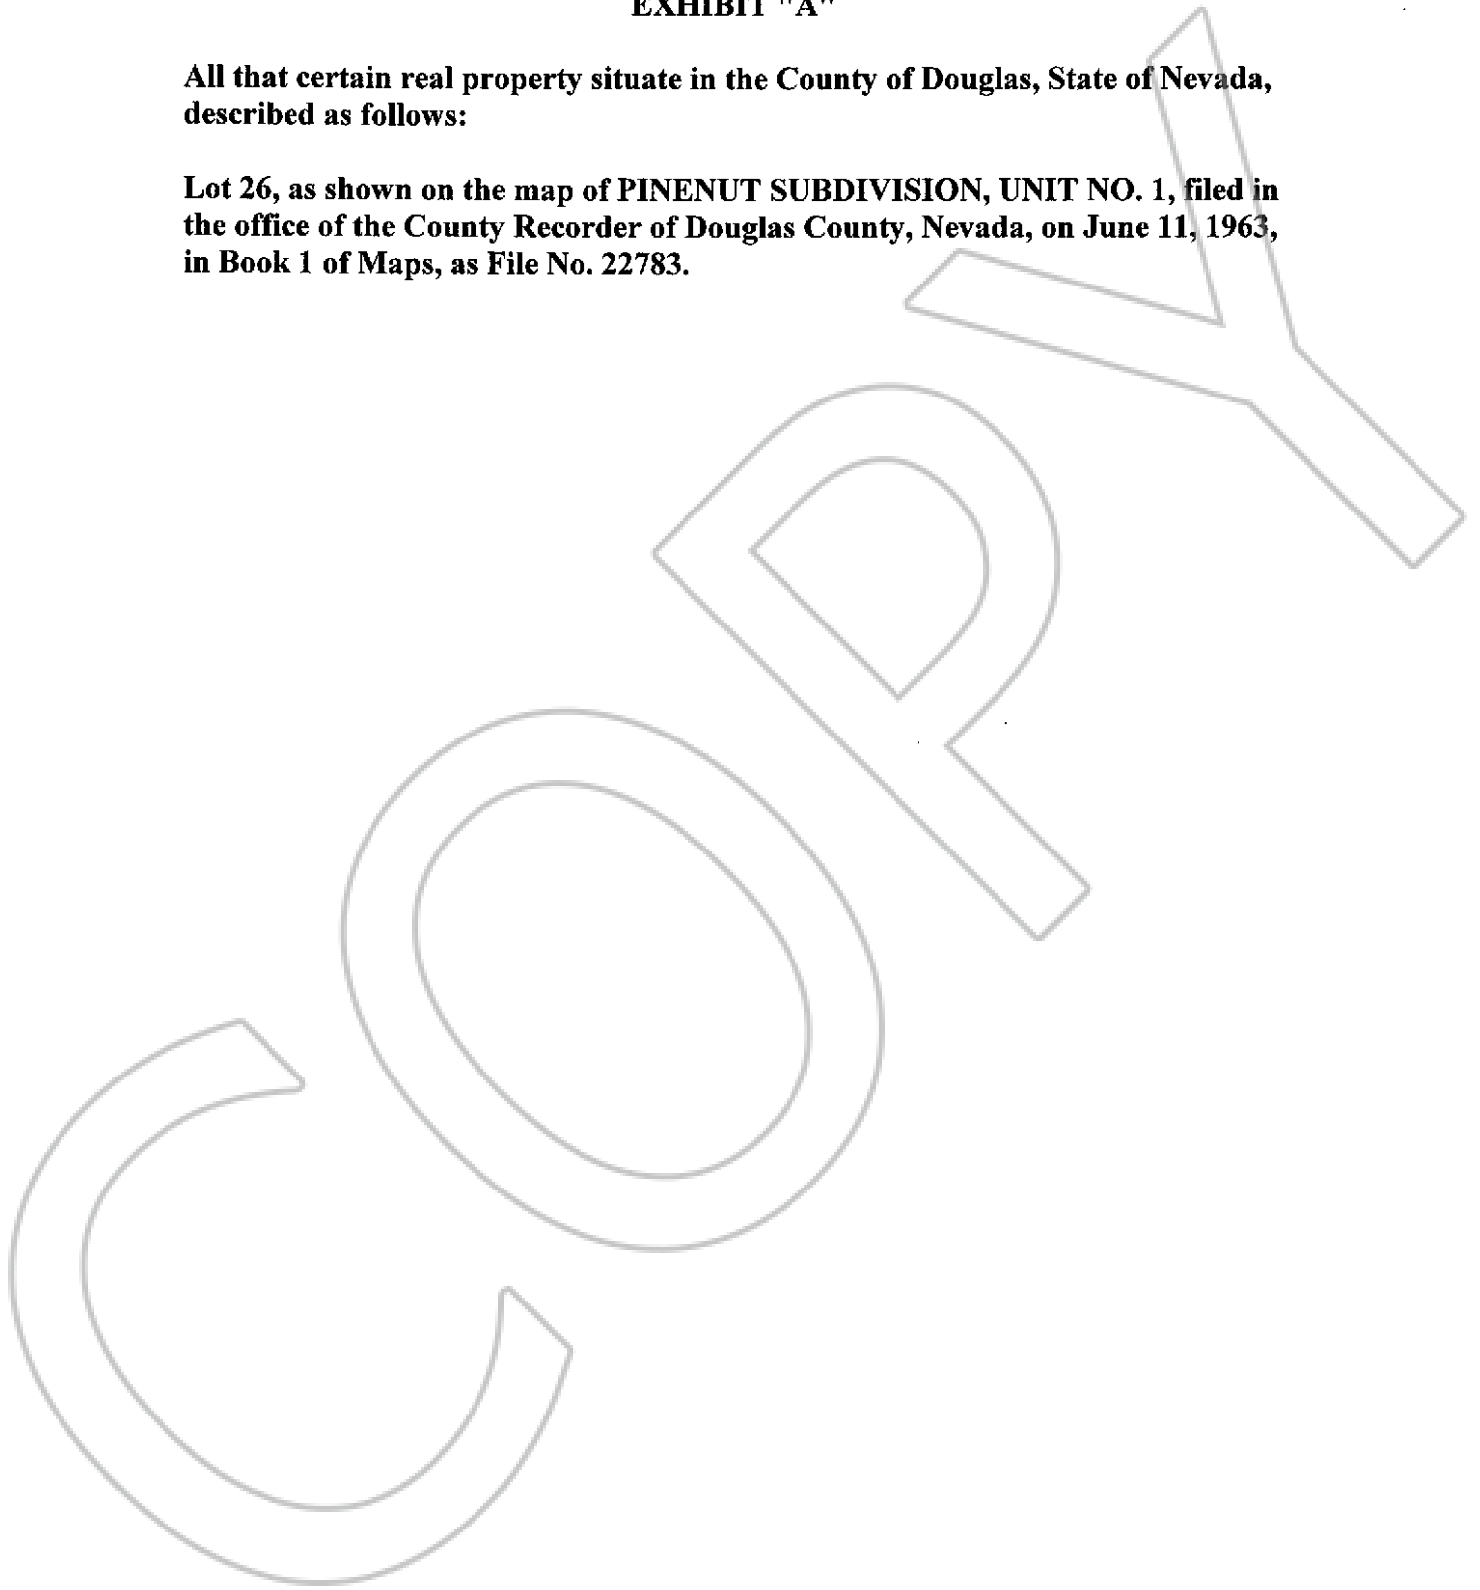 EXHIBIT "A"
All that certain real property situate in the County of Douglas, State of Nevada,
described as follows:
Lot 26, as shown on the map of PINENUT SUBDIVISION, UNIT NO. 1, filed in
the office of the County Recorder of Douglas County, Nevada, on June 11, 1963,
in Book 1 of Maps, as File No. 22783.
COPY